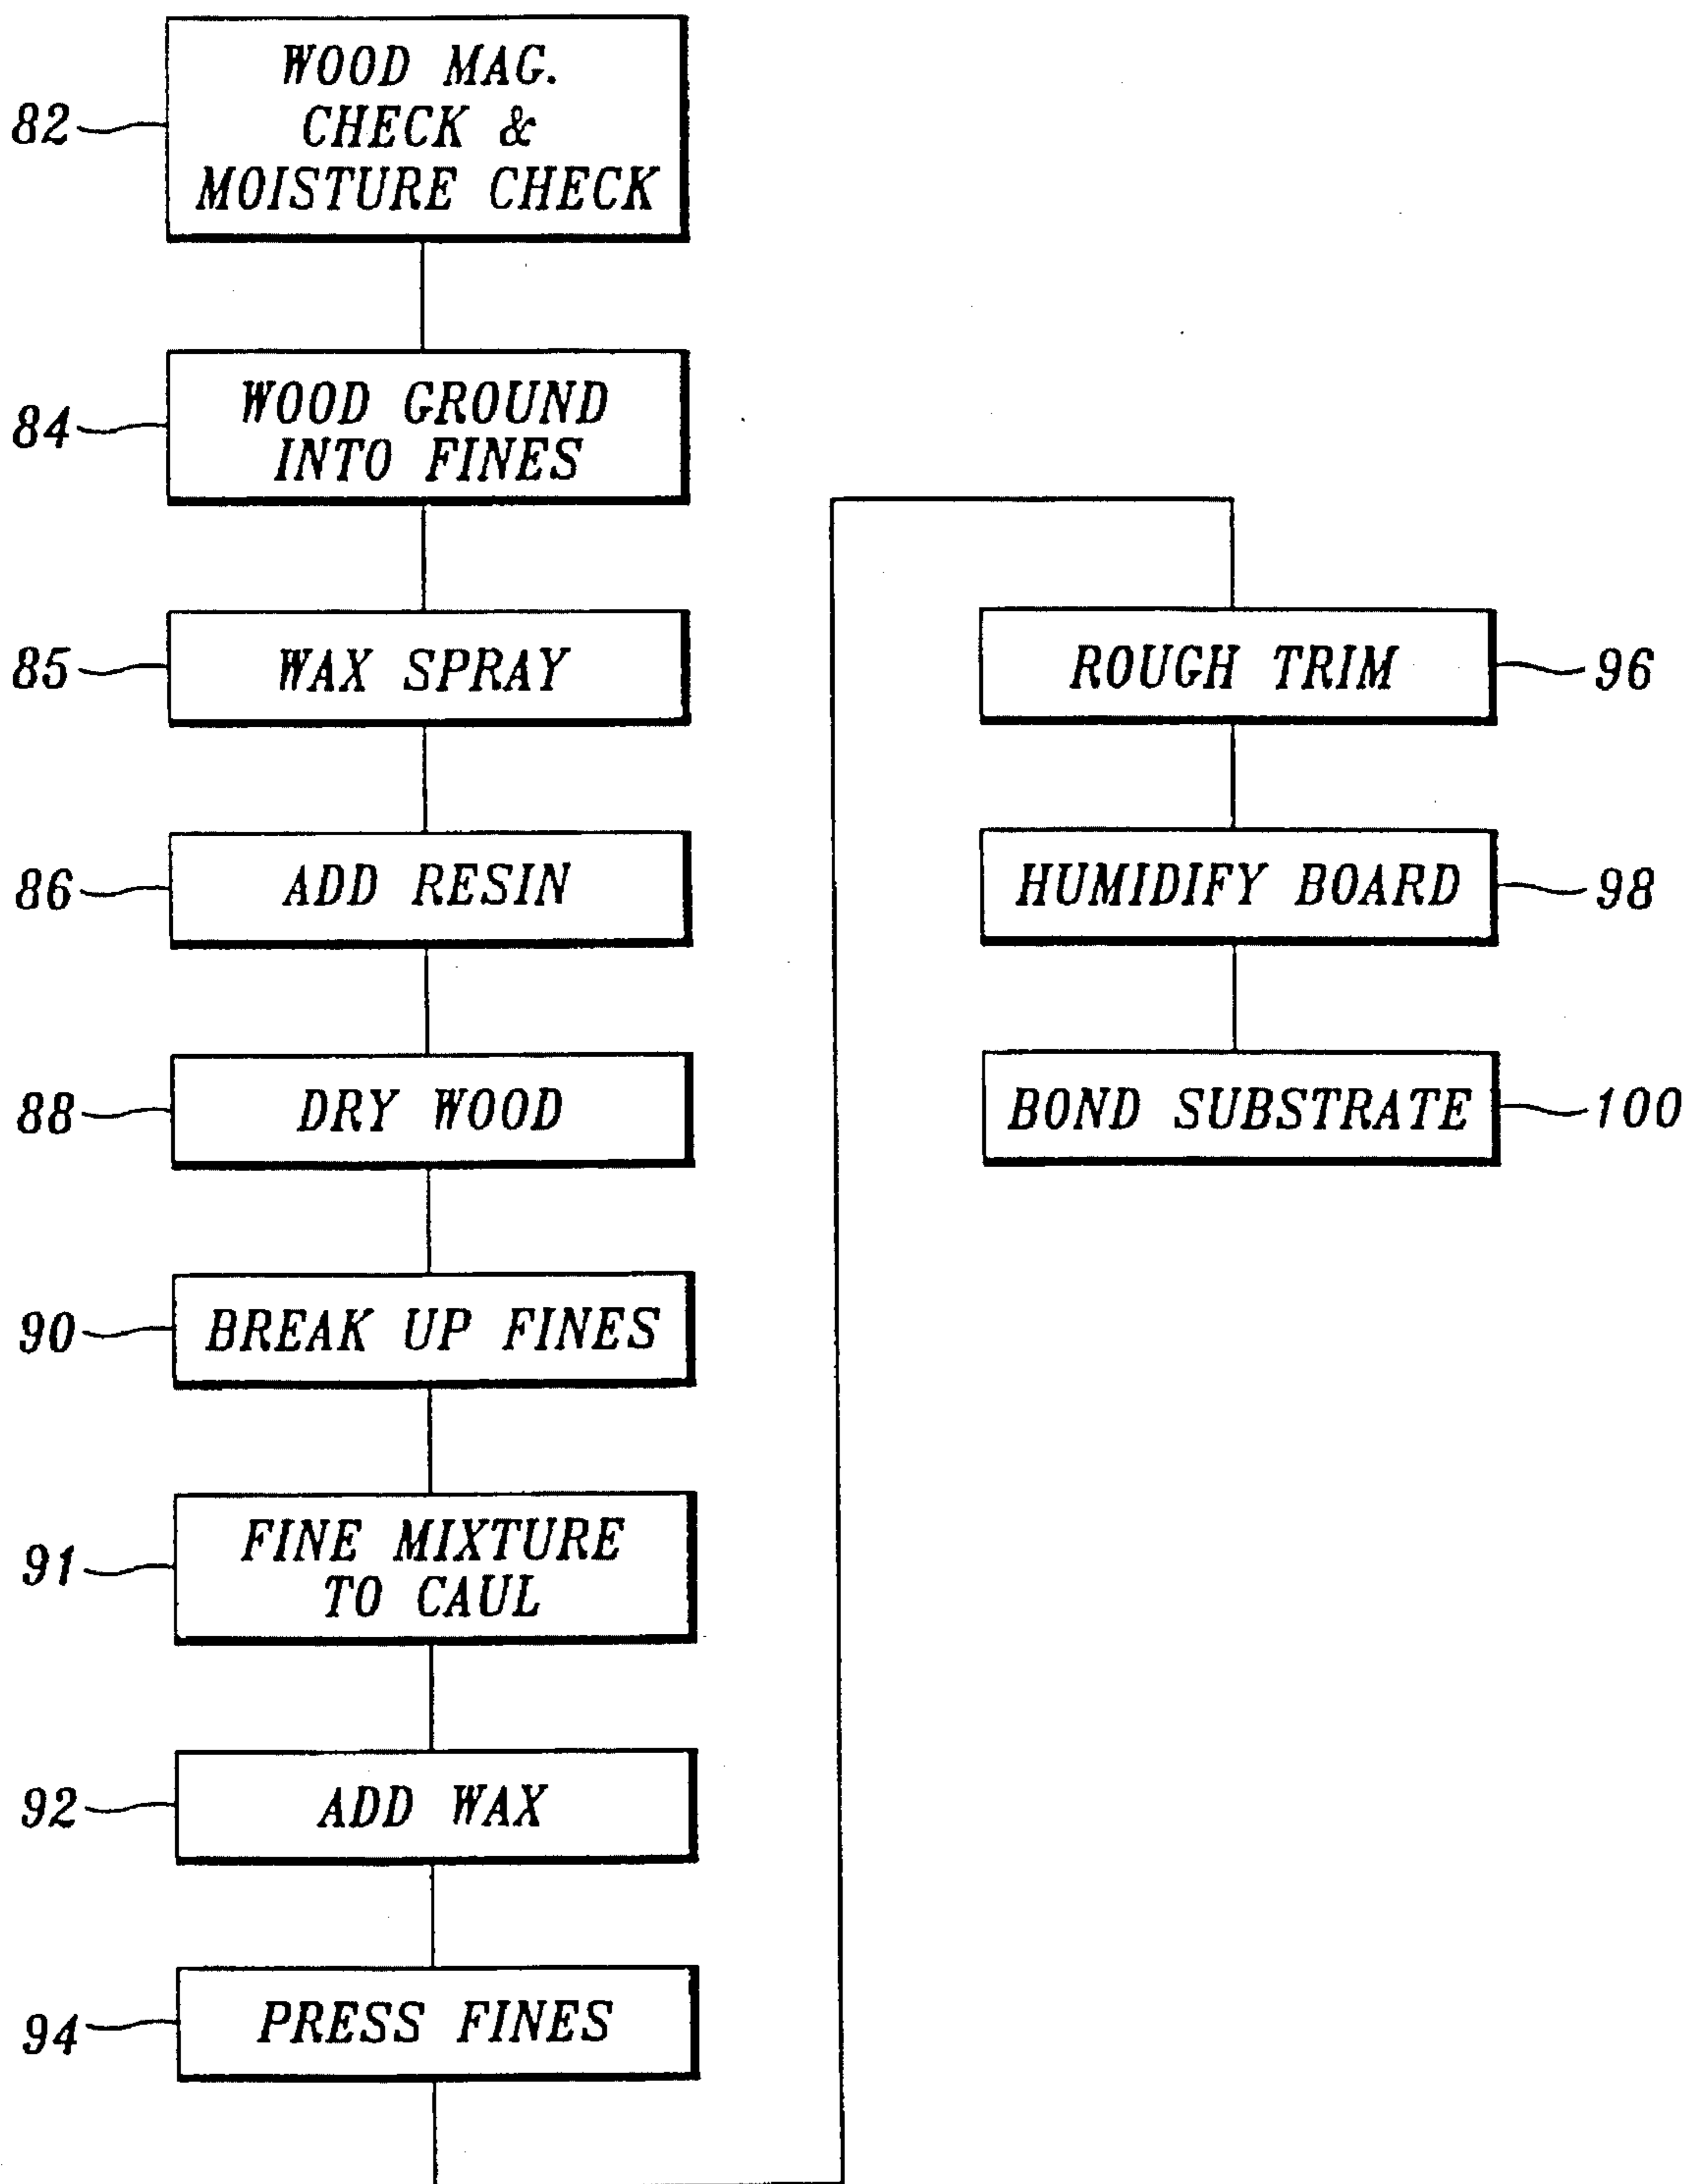 WOOD MAG.
CHECK &
MOISTURE CHECK
82
WOOD GROUND
INTO FINES
84
WAX SPRAY
85
ADD RESIN
86
DRY WOOD
88
BREAK UP FINES
90
FINE MIXTURE
TO CAUL
91
ADD WAX
92
PRESS FINES
94
ROUGH TRIM
96
HUMIDIFY BOARD
98
BOND SUBSTRATE
100